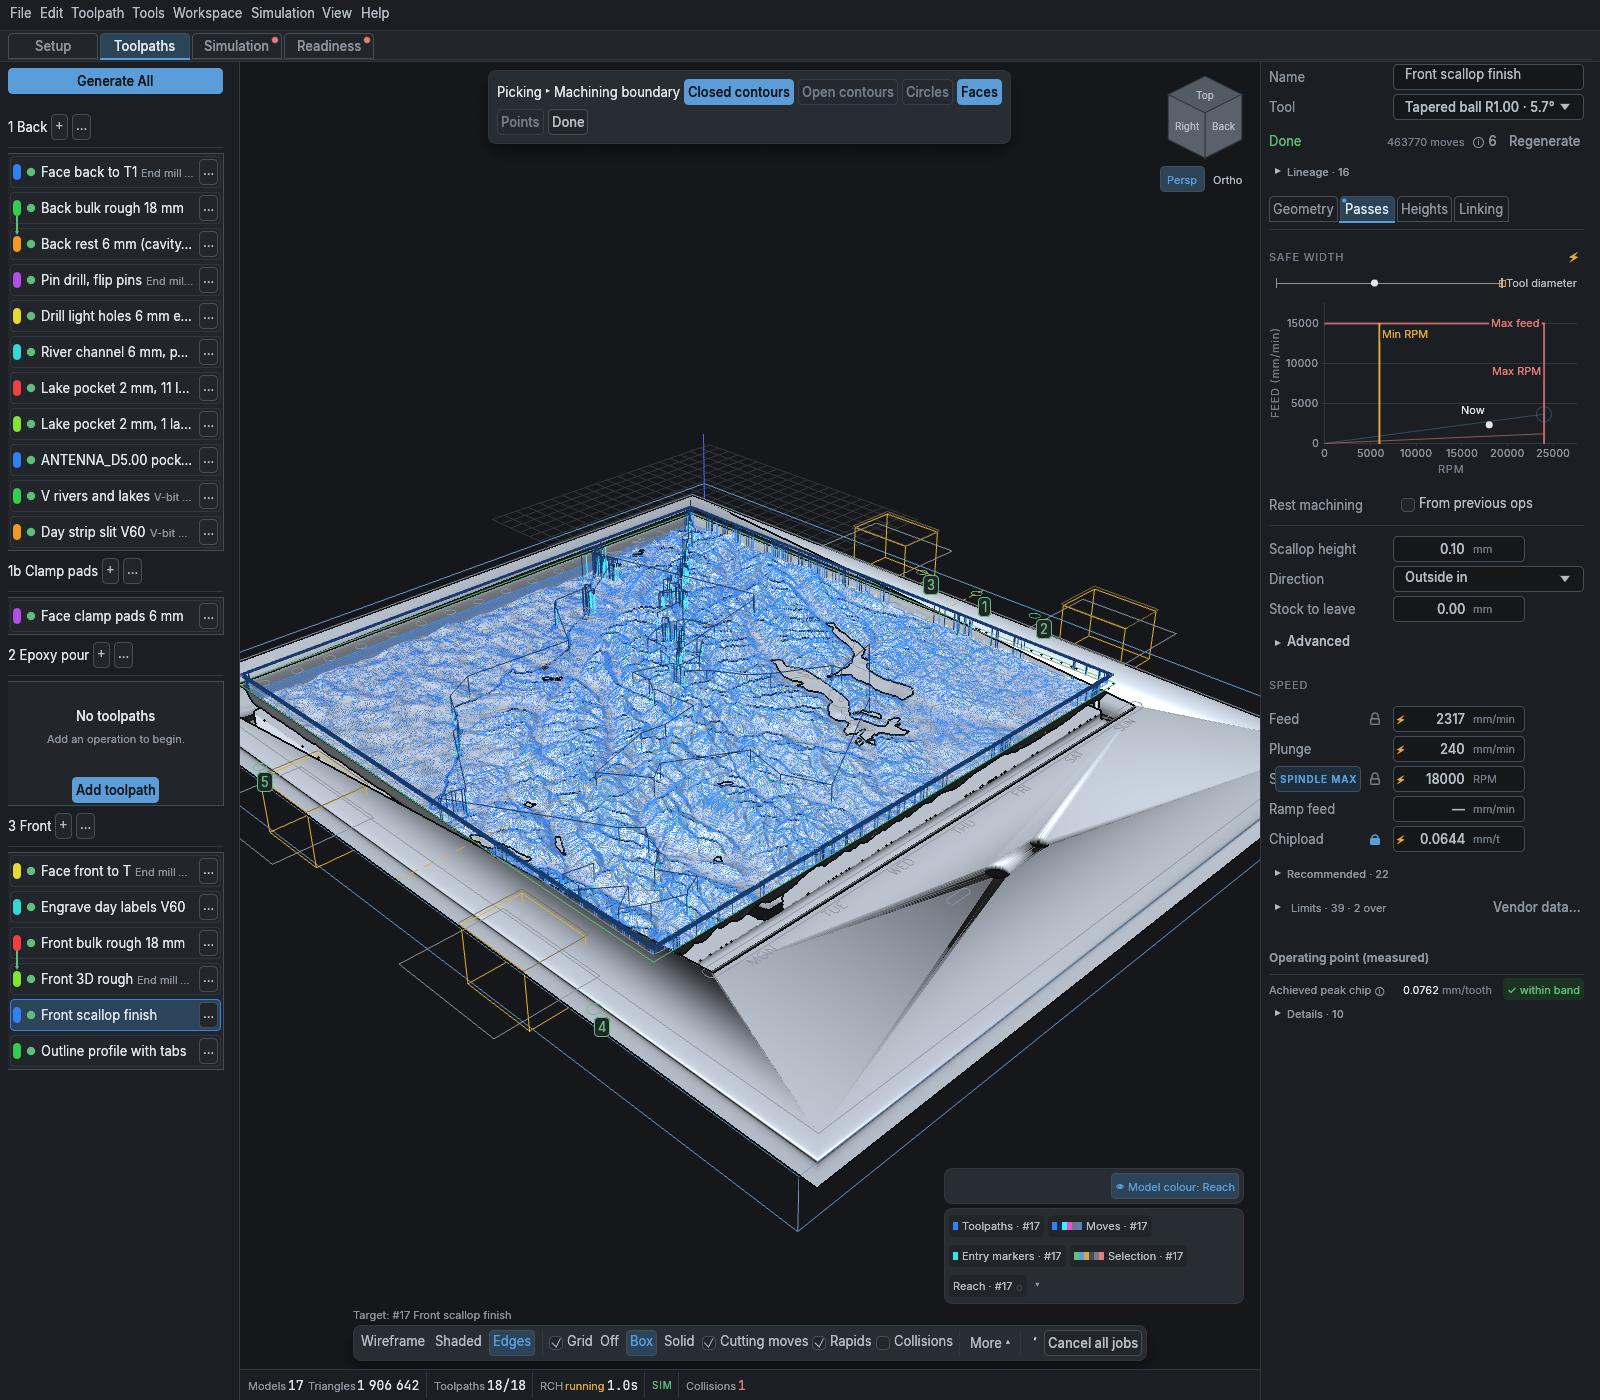 File Edit Toolpath Tools Workspace Simulation View Help
Setup Toolpaths Simulation Readiness
Generate All
1 Back + ...
Face back to T1 End mill ... ...
Back bulk rough 18 mm ...
Back rest 6 mm (cavity... ...
Pin drill, flip pins End mil... ...
Drill light holes 6 mm e... ...
River channel 6 mm, p... ...
Lake pocket 2 mm, 11 l... ...
Lake pocket 2 mm, 1 la... ...
ANTENNA_D5.00 pock... ...
V rivers and lakes V-bit ... ...
Day strip slit V60 V-bit ... ...
1b Clamp pads + ...
Face clamp pads 6 mm ...
2 Epoxy pour + ...
No toolpaths
Add an operation to begin.
Add toolpath
3 Front + ...
Face front to T End mill ... ...
Engrave day labels V60 ...
Front bulk rough 18 mm ...
Front 3D rough End mill ... ...
Front scallop finish ...
Outline profile with tabs ...
Picking ‣ Machining boundary Closed contours Open contours Circles Faces
Points Done
Top
Right Back
Persp Ortho
3
1
2
5
4
SUN
SAT
FRI
THU
WED
TUE
MON
Model colour: Reach
Toolpaths · #17 Moves · #17
Entry markers · #17 Selection · #17
Reach · #17
Target: #17 Front scallop finish
Wireframe Shaded Edges Grid Off Box Solid Cutting moves Rapids Collisions More Cancel all jobs
Models 17 Triangles 1 906 642 Toolpaths 18/18 RCH running 1.0s SIM Collisions 1
Name Front scallop finish
Tool Tapered ball R1.00 · 5.7°
Done 463770 moves 6 Regenerate
Lineage · 16
Geometry Passes Heights Linking
SAFE WIDTH
Tool diameter
FEED (mm/min)
15000 Max feed
Min RPM
10000
Max RPM
5000
Now
0
0 5000 10000 15000 20000 25000
RPM
Rest machining From previous ops
Scallop height 0.10 mm
Direction Outside in
Stock to leave 0.00 mm
Advanced
SPEED
Feed 2317 mm/min
Plunge 240 mm/min
S SPINDLE MAX 18000 RPM
Ramp feed — mm/min
Chipload 0.0644 mm/t
Recommended · 22
Limits · 39 · 2 over Vendor data...
Operating point (measured)
Achieved peak chip 0.0762 mm/tooth ✓ within band
Details · 10